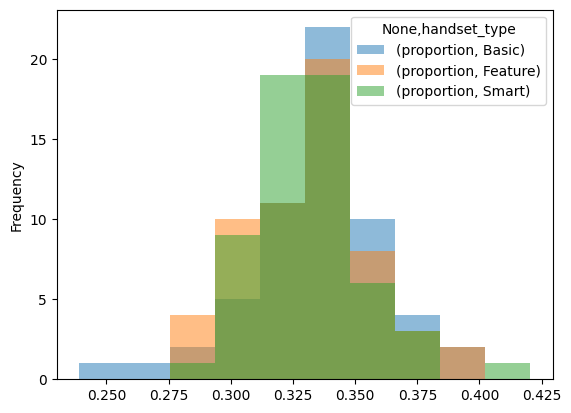 None,handset_type
(proportion, Basic)
(proportion, Feature)
(proportion, Smart)
Frequency
20
15
10
5
0
0.250 0.275 0.300 0.325 0.350 0.375 0.400 0.425